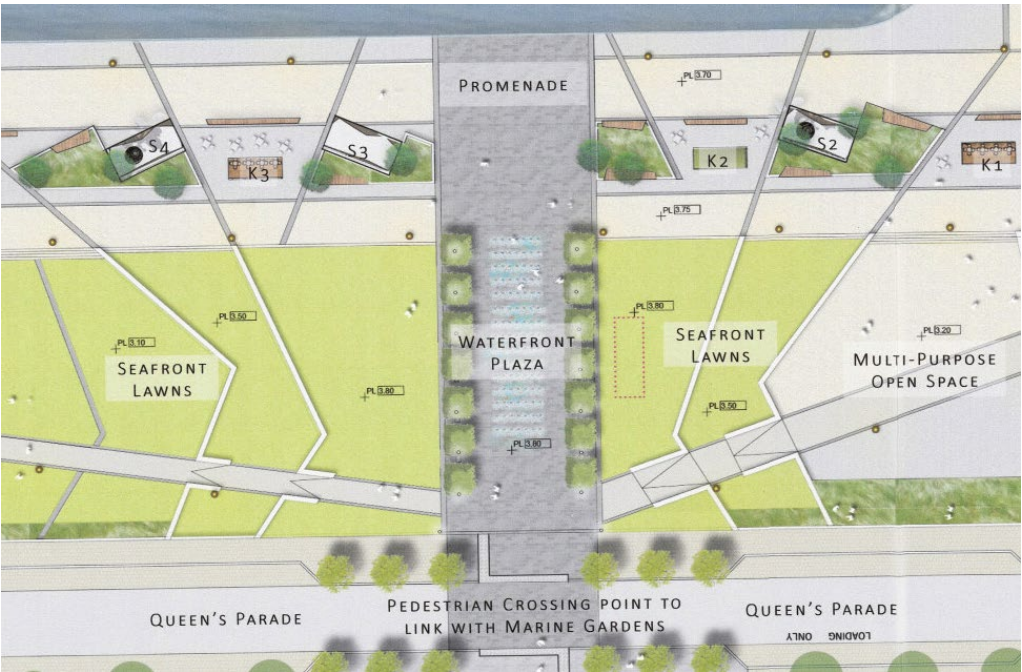 PROMENADE
PL 3.70
S4
S3
K3
K2
S2
K1
PL 3.75
PL 3.50
PL 3.10
SEAFRONT
LAWNS
PL 3.80
WATERFRONT
PLAZA
PL 3.80
PL 3.80
SEAFRONT
LAWNS
PL 3.50
PL 3.20
MULTI-PURPOSE
OPEN SPACE
QUEEN'S PARADE
PEDESTRIAN CROSSING POINT TO
LINK WITH MARINE GARDENS
QUEEN'S PARADE
LOADING
ONLY